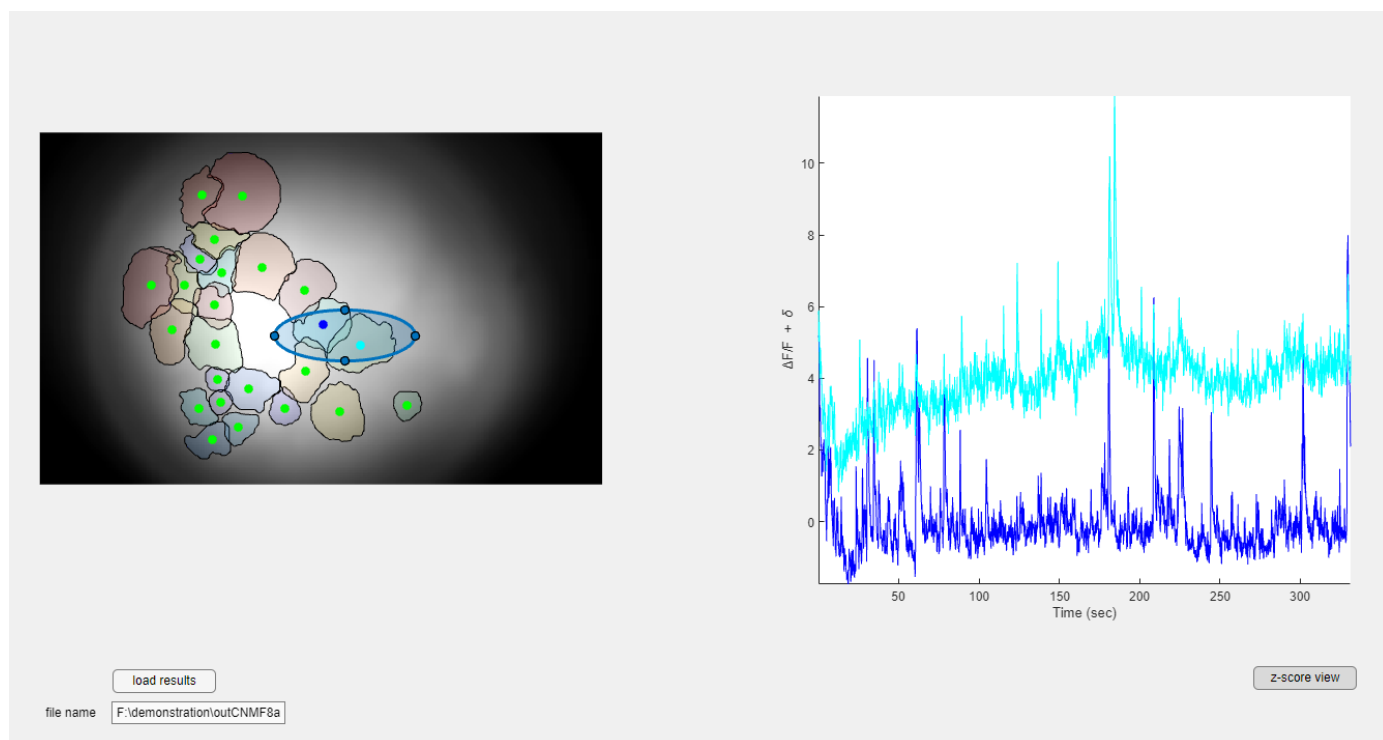 10
8
6
4
2
0
ΔF/F + δ
50 100 150 200 250 300
Time (sec)
load results
z-score view
file name F:\demonstration\outCNMF8a